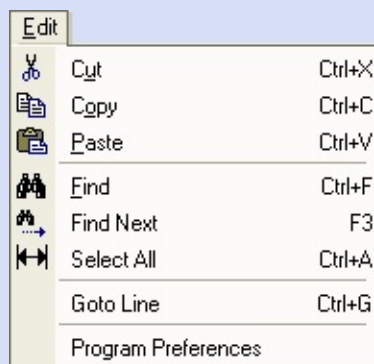 Edit
Cut Ctrl+X
Copy Ctrl+C
Paste Ctrl+V
Find Ctrl+F
Find Next F3
Select All Ctrl+A
Goto Line Ctrl+G
Program Preferences